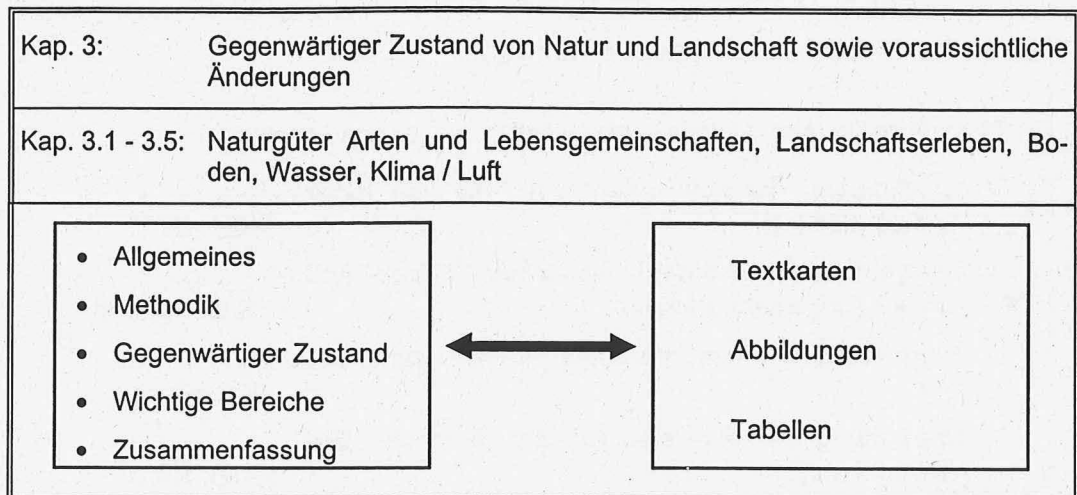 Kap. 3: Gegenwärtiger Zustand von Natur und Landschaft sowie voraussichtliche
Änderungen
Kap. 3.1 - 3.5: Naturgüter Arten und Lebensgemeinschaften, Landschaftserleben, Bo-
den, Wasser, Klima / Luft
• Allgemeines
• Methodik
• Gegenwärtiger Zustand
• Wichtige Bereiche
• Zusammenfassung
Textkarten
Abbildungen
Tabellen